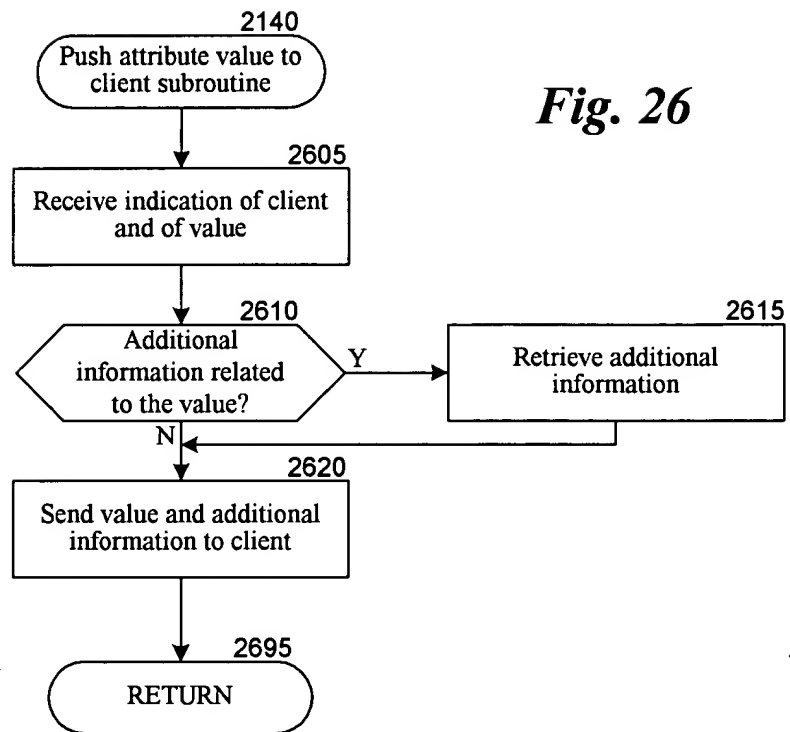 2140
Push attribute value to
client subroutine
Fig. 26
2605
Receive indication of client
and of value
2610
Additional
information related
to the value?
Y
N
2615
Retrieve additional
information
2620
Send value and additional
information to client
2695
RETURN